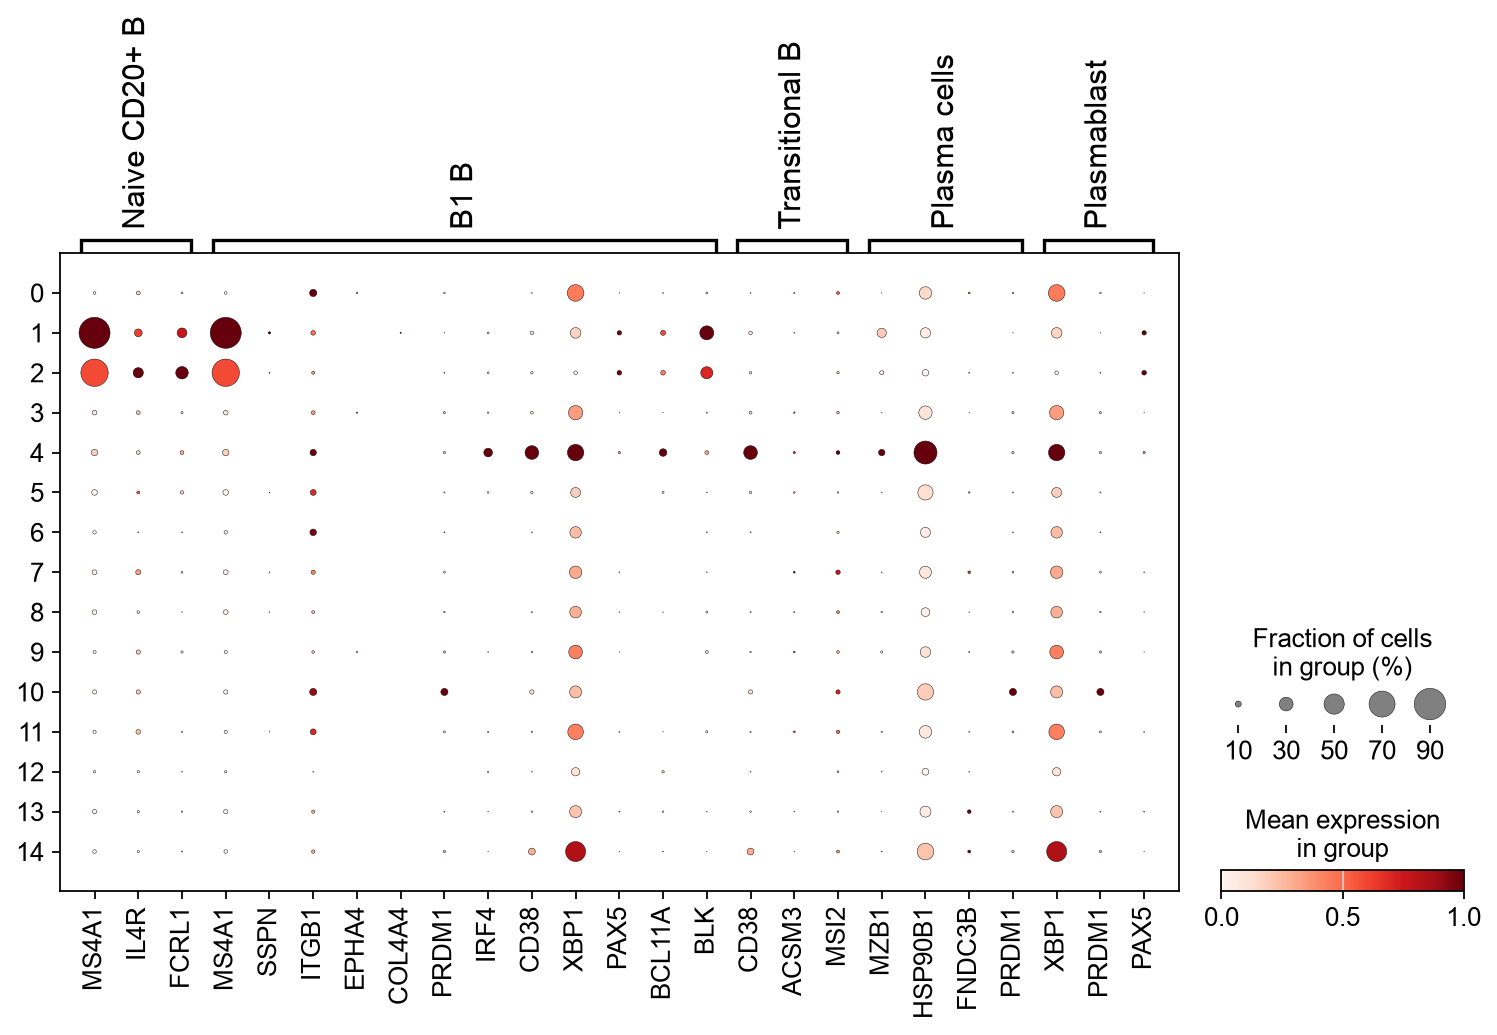 Naive CD20+ B
B1 B
Transitional B
Plasma cells
Plasmablast
0
1
2
3
4
5
6
7
8
9
10
11
12
13
14
MS4A1
IL4R
FCRL1
MS4A1
SSPN
ITGB1
EPHA4
COL4A4
PRDM1
IRF4
CD38
XBP1
PAX5
BCL11A
BLK
CD38
ACSM3
MSI2
MZB1
HSP90B1
FNDC3B
PRDM1
XBP1
PRDM1
PAX5
Fraction of cells
in group (%)
10 30 50 70 90
Mean expression
in group
0.0 0.5 1.0